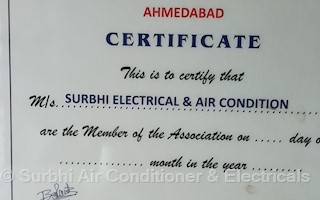 AHMEDABAD
CERTIFICATE
This is to certify that
M/s. SURBHI ELECTRICAL & AIR CONDITION
are the Member of the Association on ..... day o
............... month in the year ..........
© Surbhi Air Conditioner & Electricals